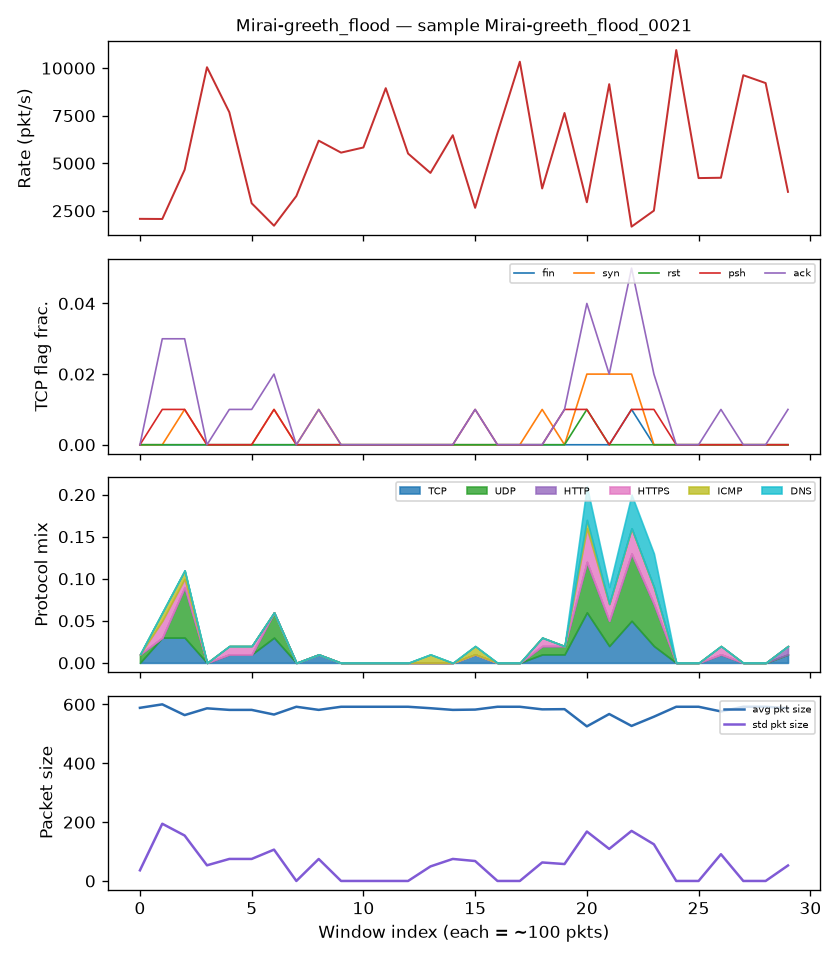 Mirai-greeth_flood — sample Mirai-greeth_flood_0021
Rate (pkt/s)
10000
7500
5000
2500
TCP flag frac.
0.04
0.02
0.00
fin syn rst psh ack
Protocol mix
0.20
0.15
0.10
0.05
0.00
TCP UDP HTTP HTTPS ICMP DNS
Packet size
600
400
200
0
avg pkt size
std pkt size
0 5 10 15 20 25 30
Window index (each = ~100 pkts)